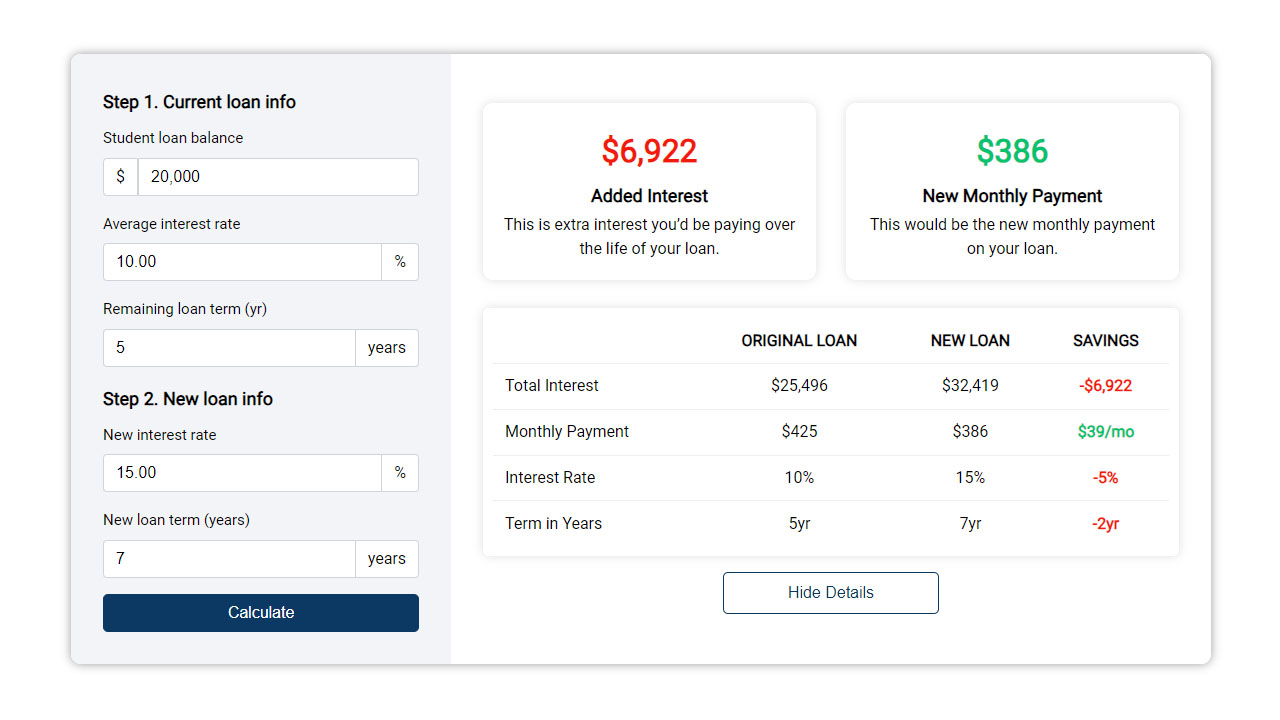 Step 1. Current loan info
Student loan balance
$ 20,000
Average interest rate
10.00 %
Remaining loan term (yr)
5 years
Step 2. New loan info
New interest rate
15.00 %
New loan term (years)
7 years
Calculate
$6,922
Added Interest
This is extra interest you’d be paying over
the life of your loan.
$386
New Monthly Payment
This would be the new monthly payment
on your loan.
ORIGINAL LOAN NEW LOAN SAVINGS
Total Interest $25,496 $32,419 -$6,922
Monthly Payment $425 $386 $39/mo
Interest Rate 10% 15% -5%
Term in Years 5yr 7yr -2yr
Hide Details